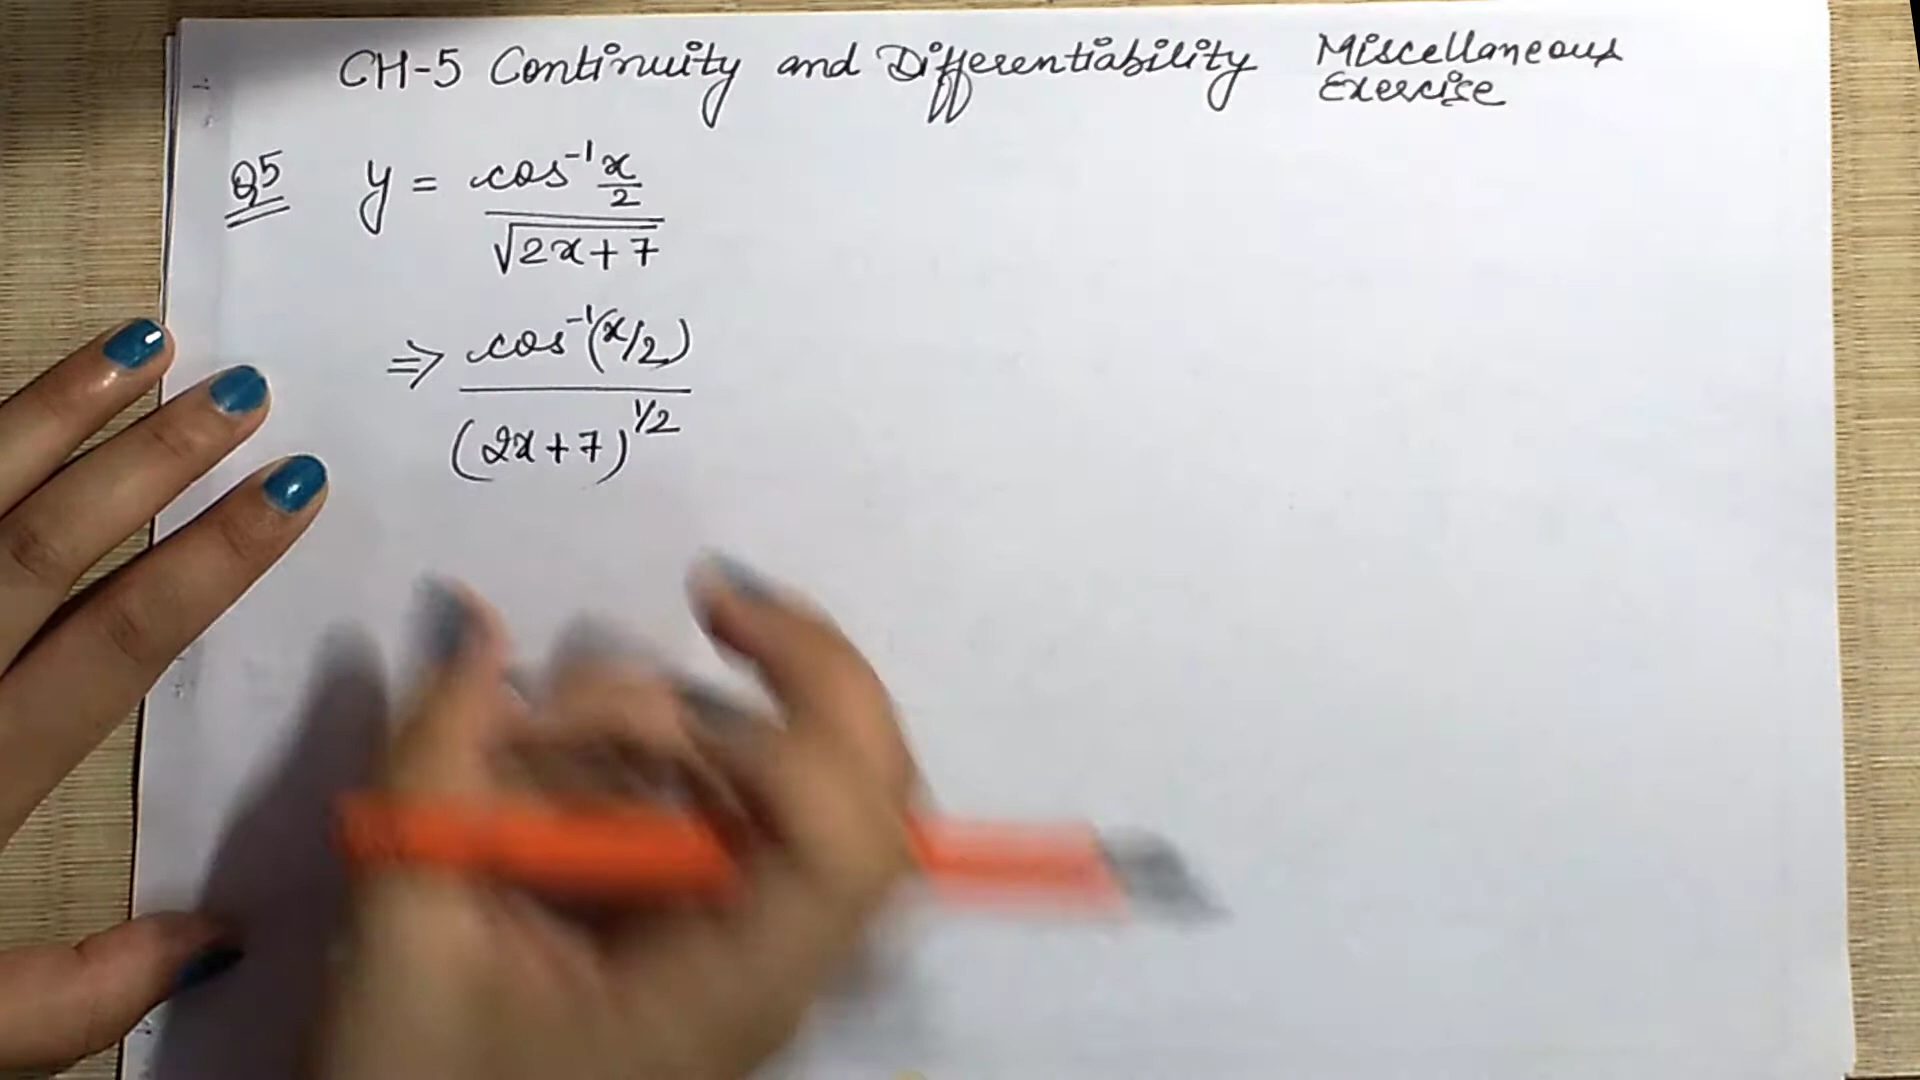 CH-5 Continuity and Differentiability Miscellaneous Exercise
Q5 y = cos⁻¹ x/2
√2x+7
⇒ cos⁻¹(x/2)
(2x+7)^1/2